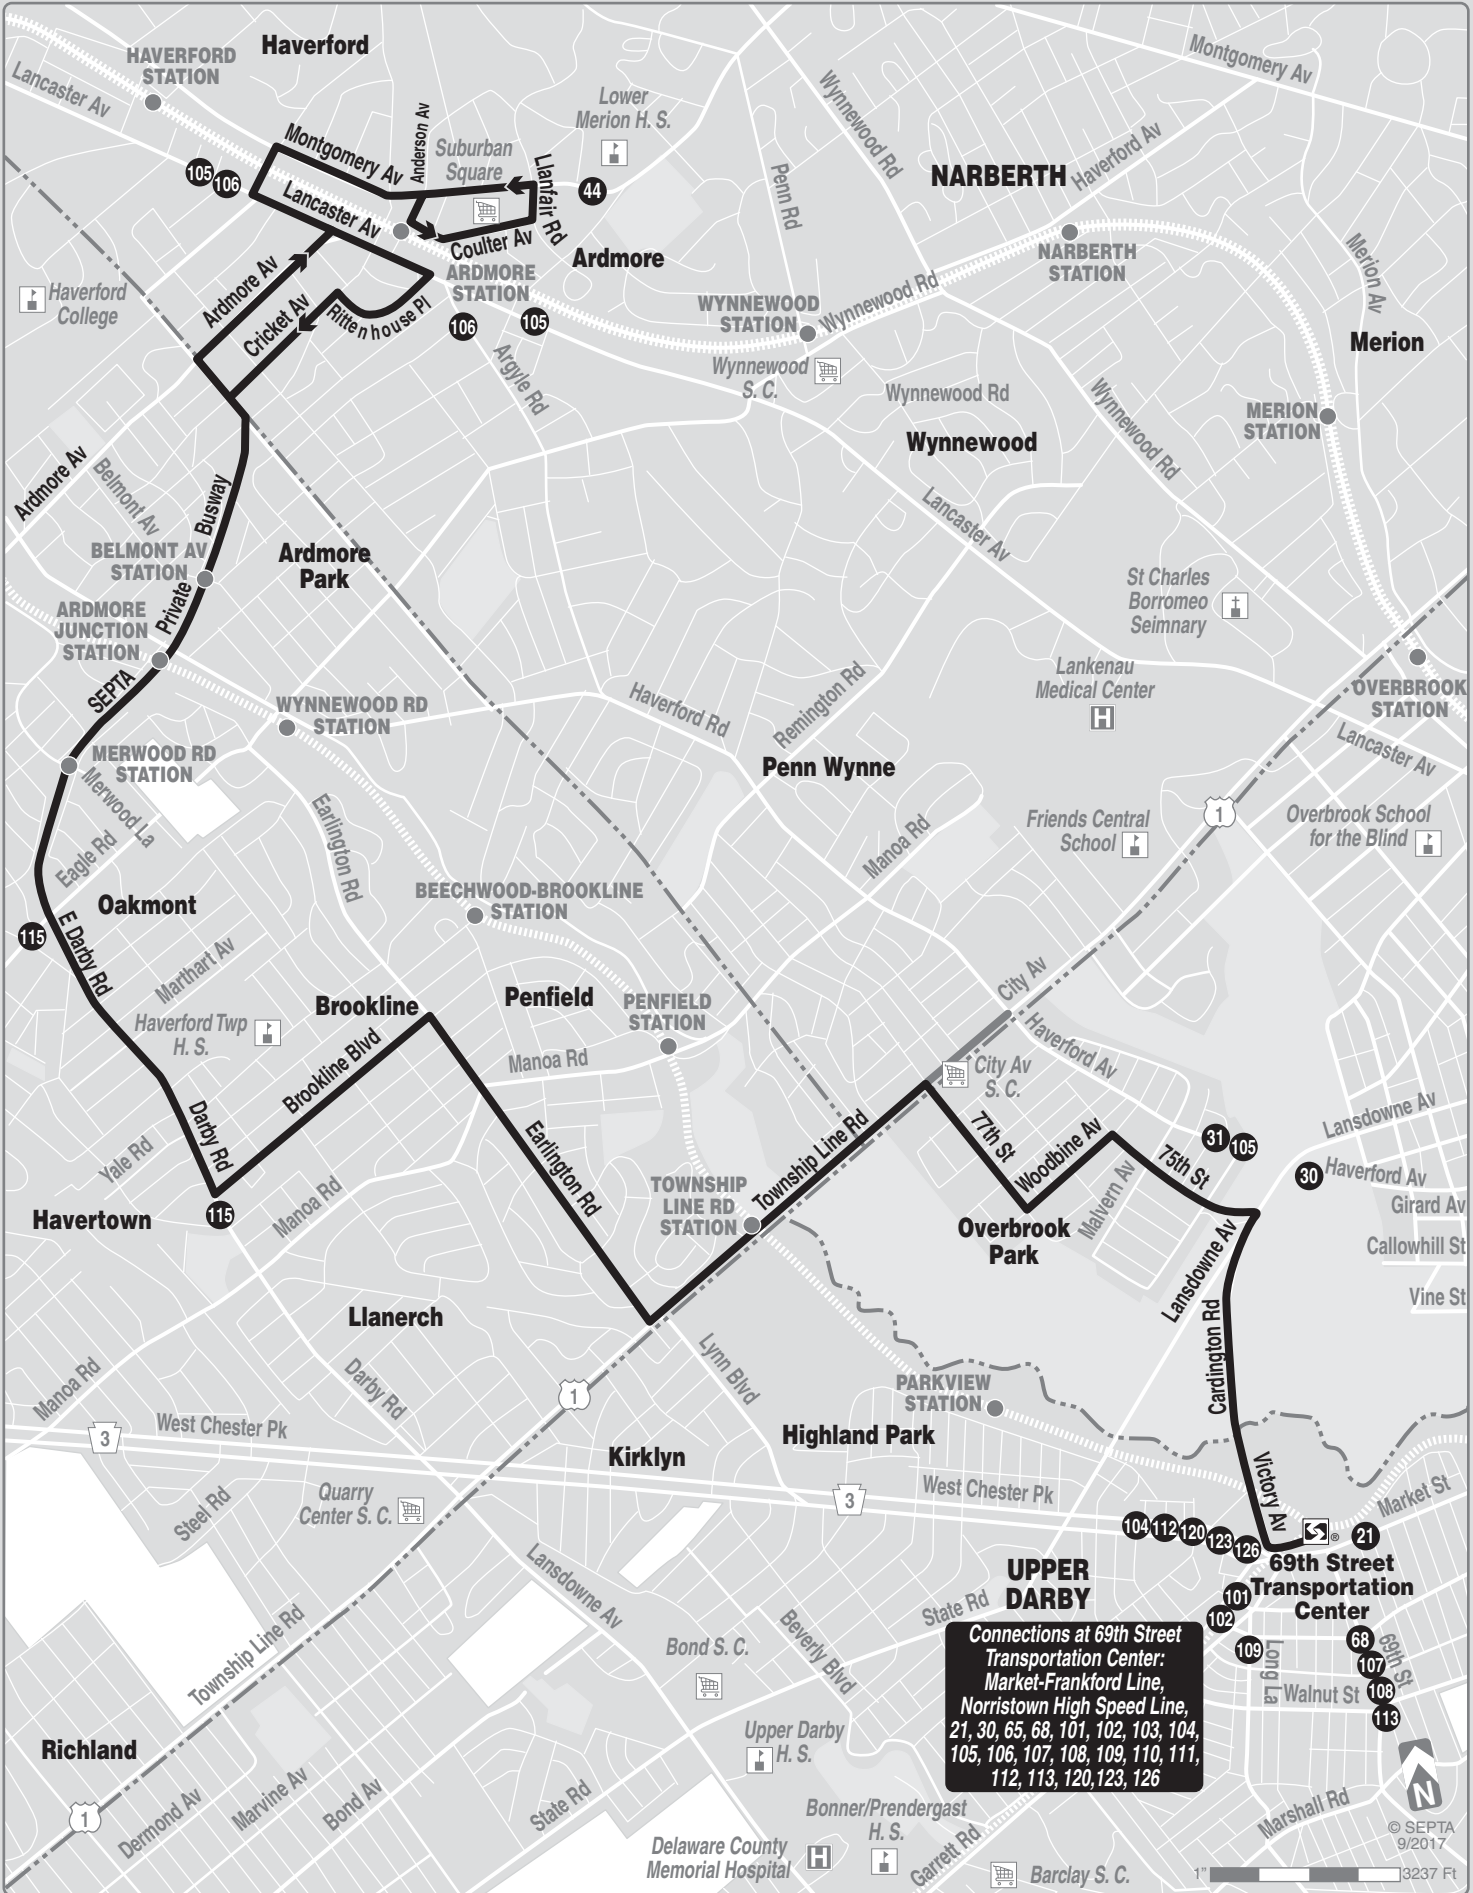 Haverford
HAVERFORD
STATION
Lancaster Av
Montgomery Av
Wynnewood Rd
Lower
Merion H. S.
Anderson Av
Suburban
Square
Montgomery Av
Llanfair Rd
44
105
106
Lancaster Av
Coulter Av
Penn Rd
NARBERTH
Haverford Av
Ardmore
ARDMORE
STATION
NARBERTH
STATION
Merion Av
Haverford
College
Ardmore Av
Cricket Av
Rittenhouse Pl
106
105
WYNNEWOOD
STATION
Wynnewood Rd
Merion
Argyle Rd
Wynnewood
S. C.
Wynnewood Rd
Wynnewood Rd
MERION
STATION
Wynnewood
Ardmore Av
Belmont Av
Busway
Lancaster Av
BELMONT AV
STATION
Ardmore
Park
Private
ARDMORE
JUNCTION
STATION
St Charles
Borromeo
Seimnary
SEPTA
Lankenau
Medical Center
H
OVERBROOK
STATION
WYNNEWOOD RD
STATION
Haverford Rd
Remington Rd
Lancaster Av
MERWOOD RD
STATION
Merwood La
Penn Wynne
Earlington Rd
Eagle Rd
Manoa Rd
Friends Central
School
1
Overbrook School
for the Blind
Oakmont
BEECHWOOD-BROOKLINE
STATION
115
E Darby Rd
Marthart Av
City Av
Brookline
Penfield
PENFIELD
STATION
Haverford Twp
H. S.
Haverford Av
Brookline Blvd
Manoa Rd
City Av
S. C.
Darby Rd
Earlington Rd
Township Line Rd
77th St
Woodbine Av
75th St
31
105
Lansdowne Av
Yale Rd
Manoa Rd
TOWNSHIP
LINE RD
STATION
Malvern Av
30
Haverford Av
Girard Av
Havertown
115
Overbrook
Park
Lansdowne Av
Callowhill St
Vine St
Llanerch
Cardington Rd
Manoa Rd
Darby Rd
1
Lynn Blvd
PARKVIEW
STATION
3
West Chester Pk
Kirklyn
Highland Park
Victory Av
Steel Rd
Quarry
Center S. C.
3
West Chester Pk
Market St
104
112
120
123
126
®
21
69th Street
Transportation
Center
Lansdowne Av
UPPER
DARBY
State Rd
101
102
109
Long La
68
69th St
107
Walnut St
108
113
Township Line Rd
Bond S. C.
Beverly Blvd
Connections at 69th Street
Transportation Center:
Market-Frankford Line,
Norristown High Speed Line,
21, 30, 65, 68, 101, 102, 103, 104,
105, 106, 107, 108, 109, 110, 111,
112, 113, 120,123, 126
Richland
Upper Darby
H. S.
N
1
Dermond Av
Marvine Av
Bond Av
State Rd
Bonner/Prendergast
H. S.
Marshall Rd
© SEPTA
9/2017
Delaware County
Memorial Hospital
H
Garrett Rd
Barclay S. C.
1"
3237 Ft